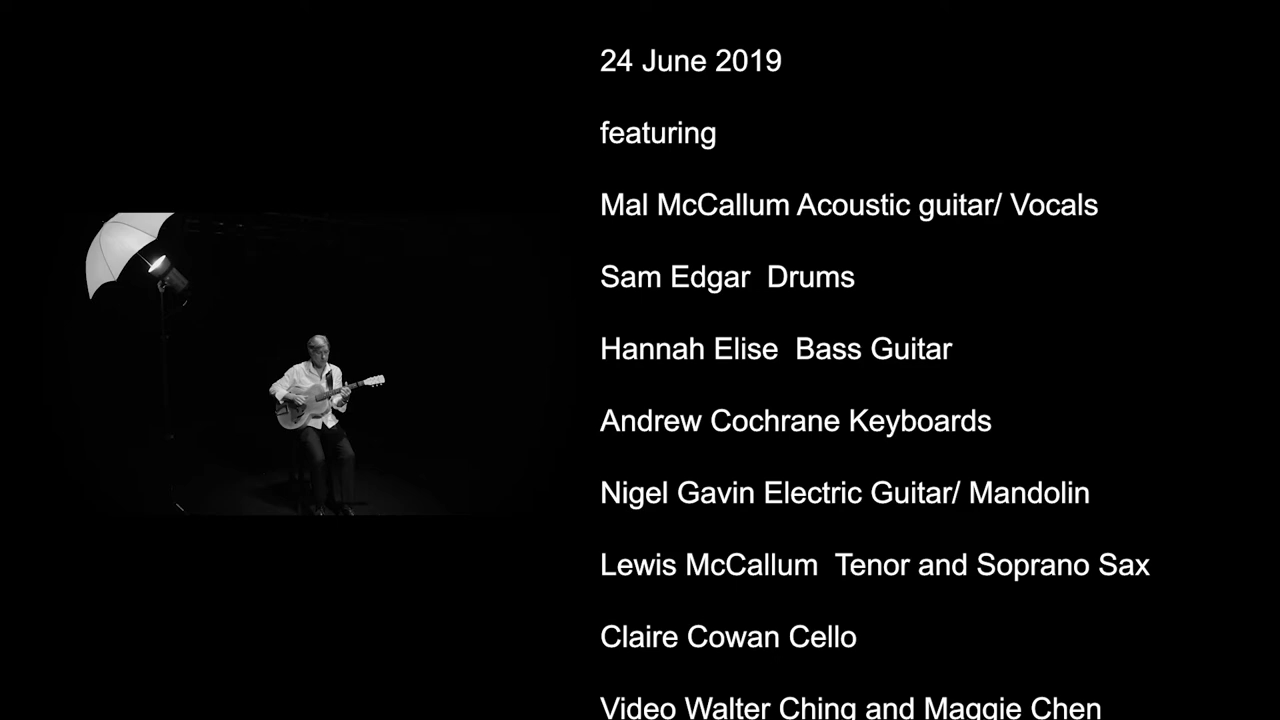 24 June 2019
featuring
Mal McCallum Acoustic guitar/ Vocals
Sam Edgar  Drums
Hannah Elise  Bass Guitar
Andrew Cochrane Keyboards
Nigel Gavin Electric Guitar/ Mandolin
Lewis McCallum  Tenor and Soprano Sax
Claire Cowan Cello
Video Walter Ching and Maggie Chen